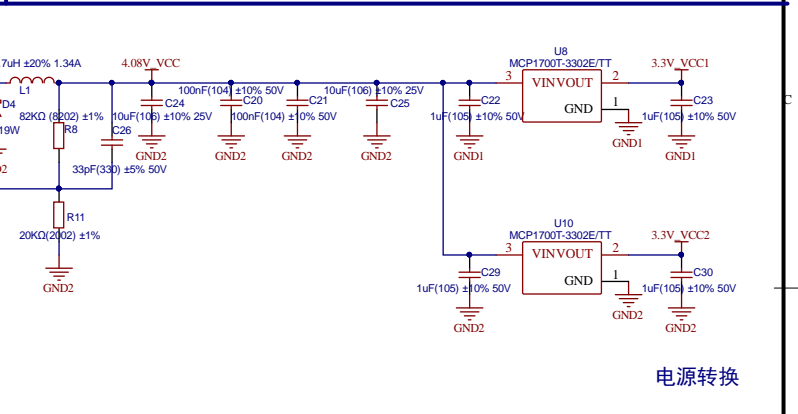 U8
.7uH ±20% 1.34A
4.08V_VCC
MCP1700T-3302E/TT
3.3V_VCC1
3
VIN
VOUT
2
L1
100nF(104) ±10% 50V
10uF(106) ±10% 25V
D4
C24
C20
C21
C25
C22
GND
1
C23
C
82KΩ (8202) ±1%
10uF(106) ±10% 25V
100nF(104) ±10% 50V
1uF(105) ±10% 50V
1uF(105) ±10% 50V
19W
R8
C26
GND2
GND2
GND2
GND2
GND1
GND1
GND1
33pF(330) ±5% 50V
R11
20KΩ(2002) ±1%
GND2
U10
MCP1700T-3302E/TT
3.3V_VCC2
3
VIN
VOUT
2
C29
GND
1
C30
1uF(105) ±10% 50V
1uF(105) ±10% 50V
GND2
GND2
GND2
电源转换